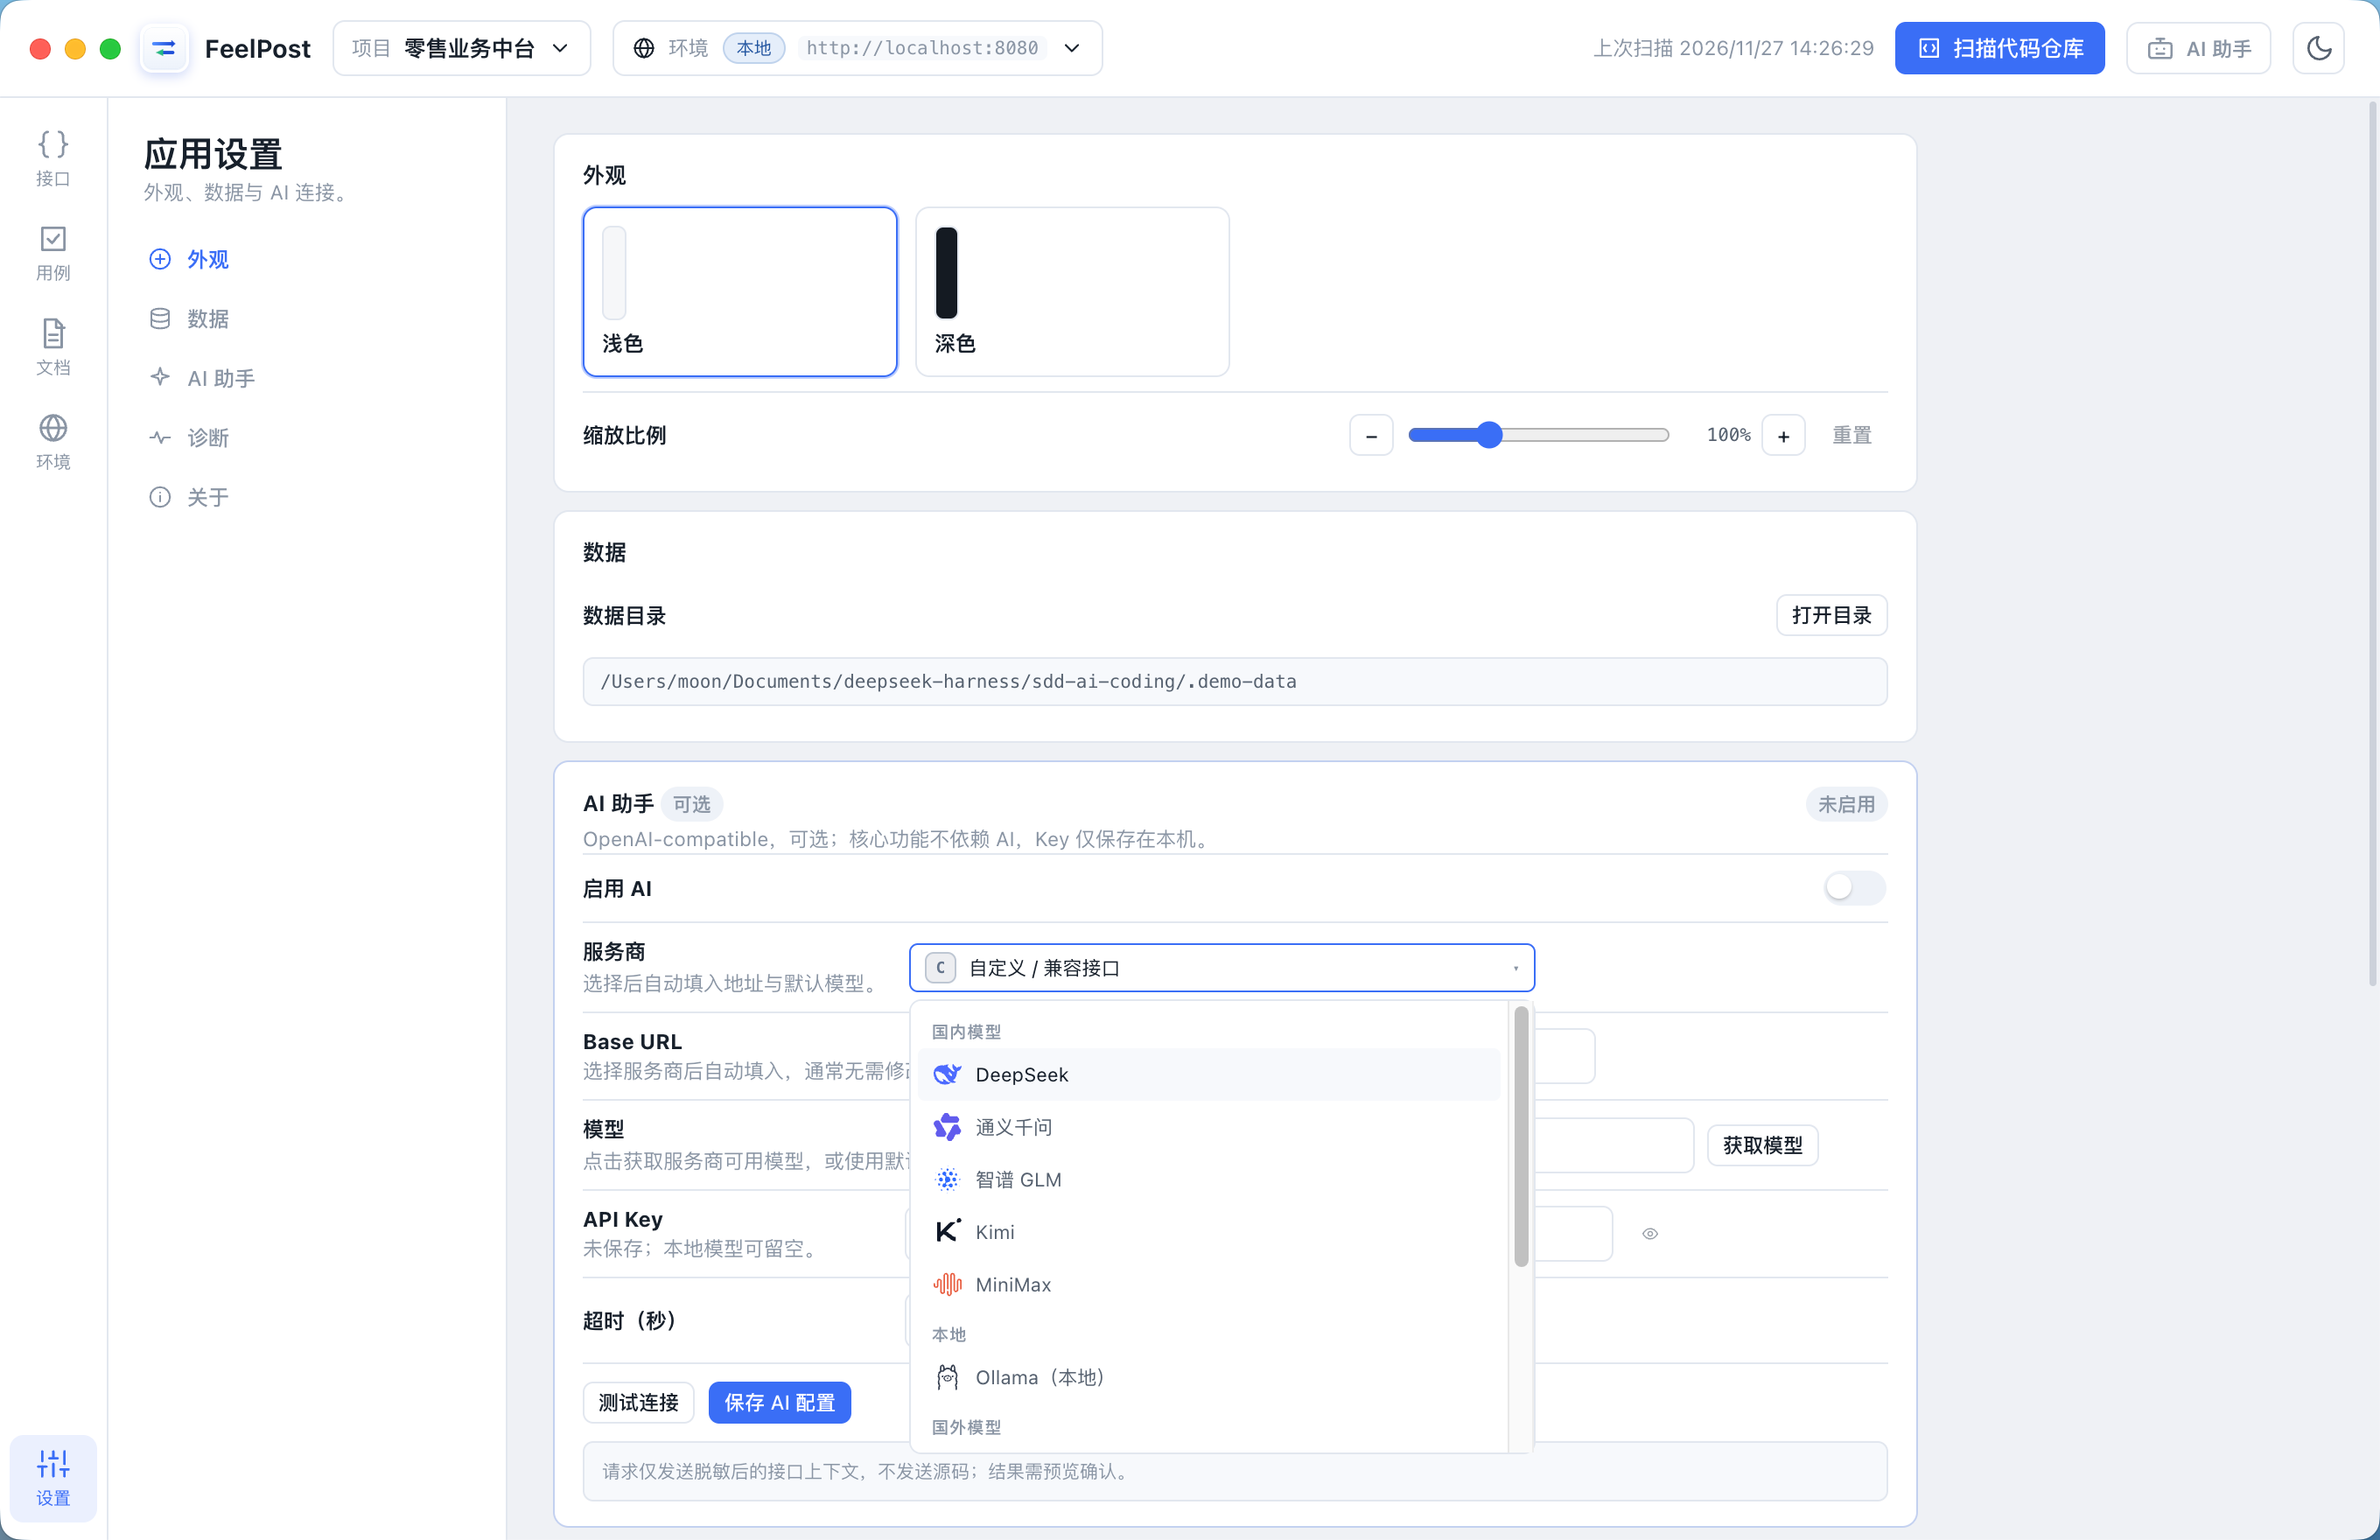 FeelPost
项目 零售业务中台
环境 本地 http://localhost:8080
上次扫描 2026/11/27 14:26:29
扫描代码仓库
AI 助手
接口
用例
文档
环境
设置
应用设置
外观、数据与 AI 连接。
外观
数据
AI 助手
诊断
关于
外观
浅色
深色
缩放比例
−
100%
+
重置
数据
数据目录
打开目录
/Users/moon/Documents/deepseek-harness/sdd-ai-coding/.demo-data
AI 助手 可选
未启用
OpenAI-compatible，可选；核心功能不依赖 AI，Key 仅保存在本机。
启用 AI
服务商
选择后自动填入地址与默认模型。
C 自定义 / 兼容接口
国内模型
DeepSeek
通义千问
智谱 GLM
Kimi
MiniMax
本地
Ollama（本地）
国外模型
Base URL
选择服务商后自动填入，通常无需修
模型
点击获取服务商可用模型，或使用默
获取模型
API Key
未保存；本地模型可留空。
超时（秒）
测试连接
保存 AI 配置
请求仅发送脱敏后的接口上下文，不发送源码；结果需预览确认。